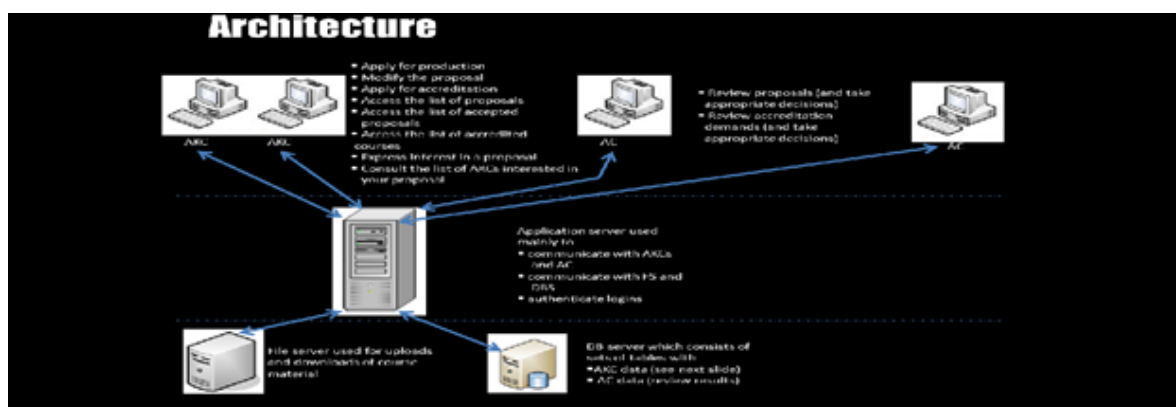 Architecture
• Apply for production
• Modify the proposal
• Apply for accreditation
• Access the list of proposals
• Access the list of accepted
proposals
• Access the list of accredited
courses
• Express Interest in a proposal
• Consult the list of AKCs interested in
your proposal
AKC
AKC
AC
• Review proposals (and take
appropriate decisions)
• Review accreditation
demands (and take
appropriate decisions)
AC
Application server used
mainly to
• communicate with AKCs
and AC
• communicate with FS and
DBS
• authenticate logins
File server used for uploads
and downloads of course
material
DB server which consists of
sets of tables with
• AKC data (see next slide)
• AC data (review results)